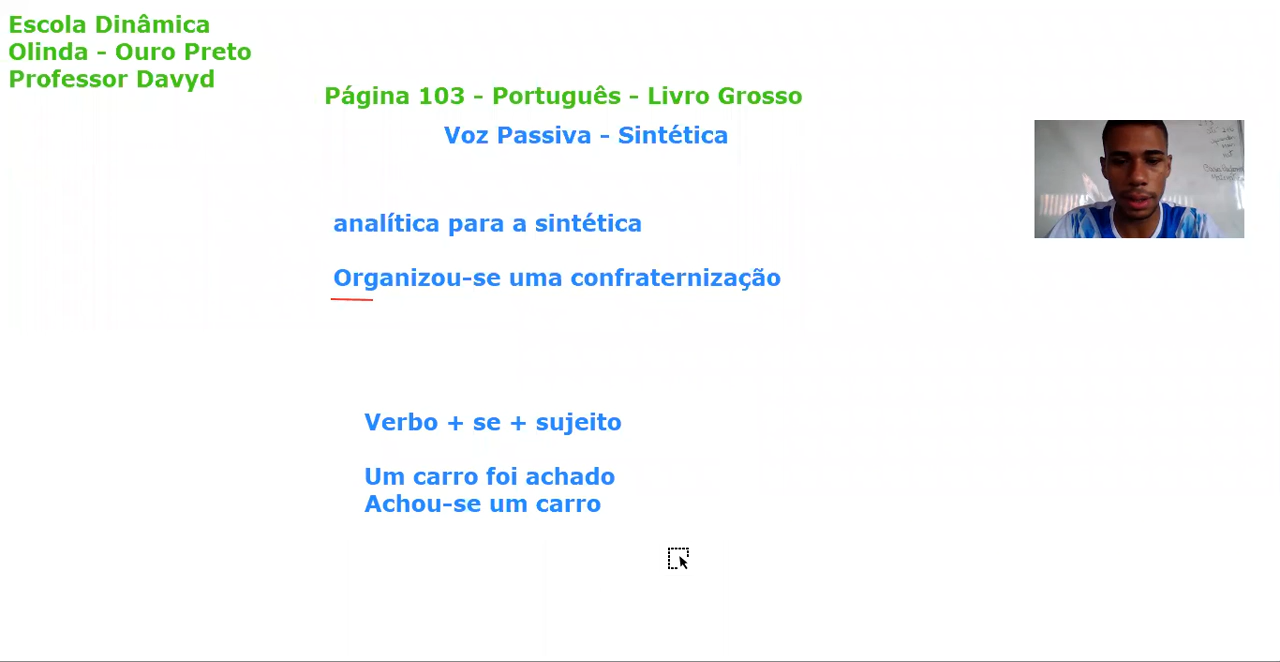 Escola Dinâmica
Olinda - Ouro Preto
Professor Davyd
Página 103 - Português - Livro Grosso
Voz Passiva - Sintética
analítica para a sintética
Organizou-se uma confraternização
Verbo + se + sujeito
Um carro foi achado
Achou-se um carro